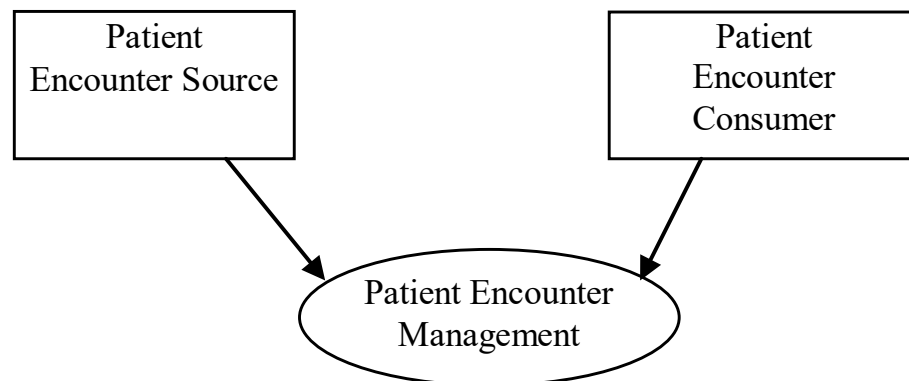 Patient
Encounter Source
Patient
Encounter
Consumer
Patient Encounter
Management